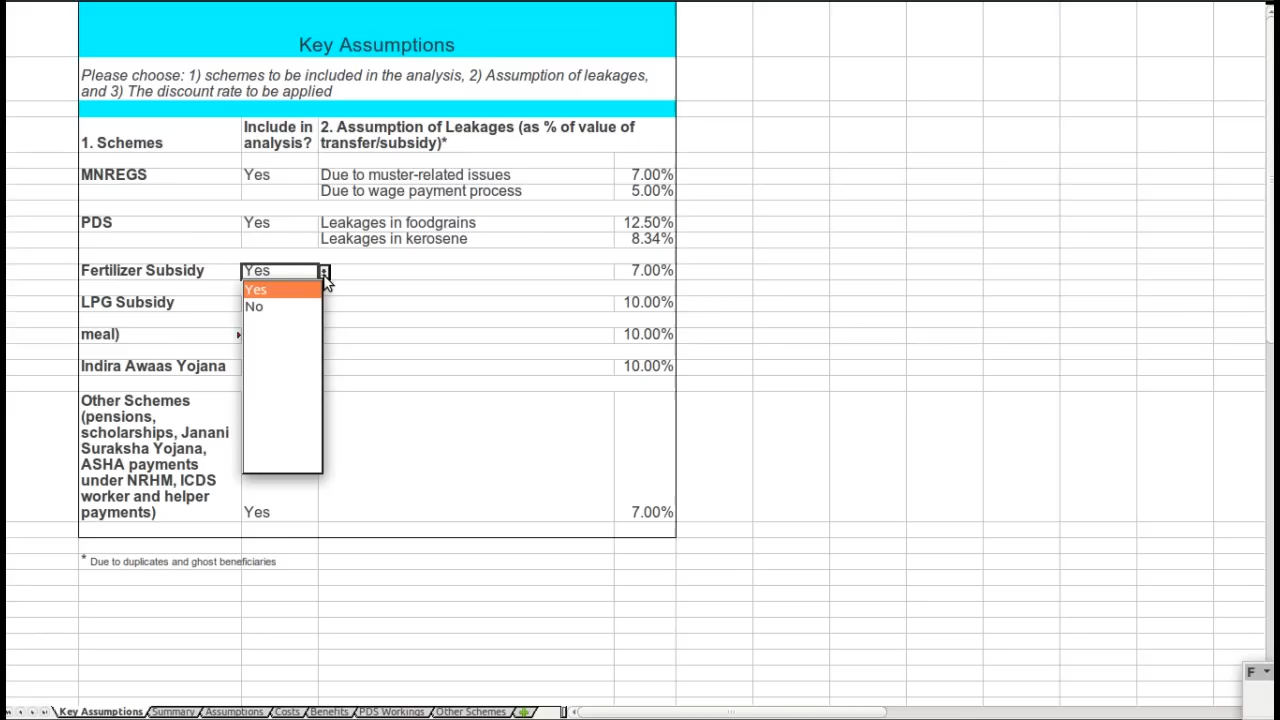 Key Assumptions
Please choose: 1) schemes to be included in the analysis, 2) Assumption of leakages,
and 3) The discount rate to be applied
1. Schemes
Include in
analysis?
2. Assumption of Leakages (as % of value of
transfer/subsidy)*
MNREGS Yes Due to muster-related issues 7.00%
Due to wage payment process 5.00%
PDS Yes Leakages in foodgrains 12.50%
Leakages in kerosene 8.34%
Fertilizer Subsidy Yes 7.00%
Yes
LPG Subsidy 10.00%
No
meal) 10.00%
Indira Awaas Yojana 10.00%
Other Schemes
(pensions,
scholarships, Janani
Suraksha Yojana,
ASHA payments
under NRHM, ICDS
worker and helper
payments) Yes 7.00%
* Due to duplicates and ghost beneficiaries
F
Key Assumptions Summary Assumptions Costs Benefits PDS Workings Other Schemes